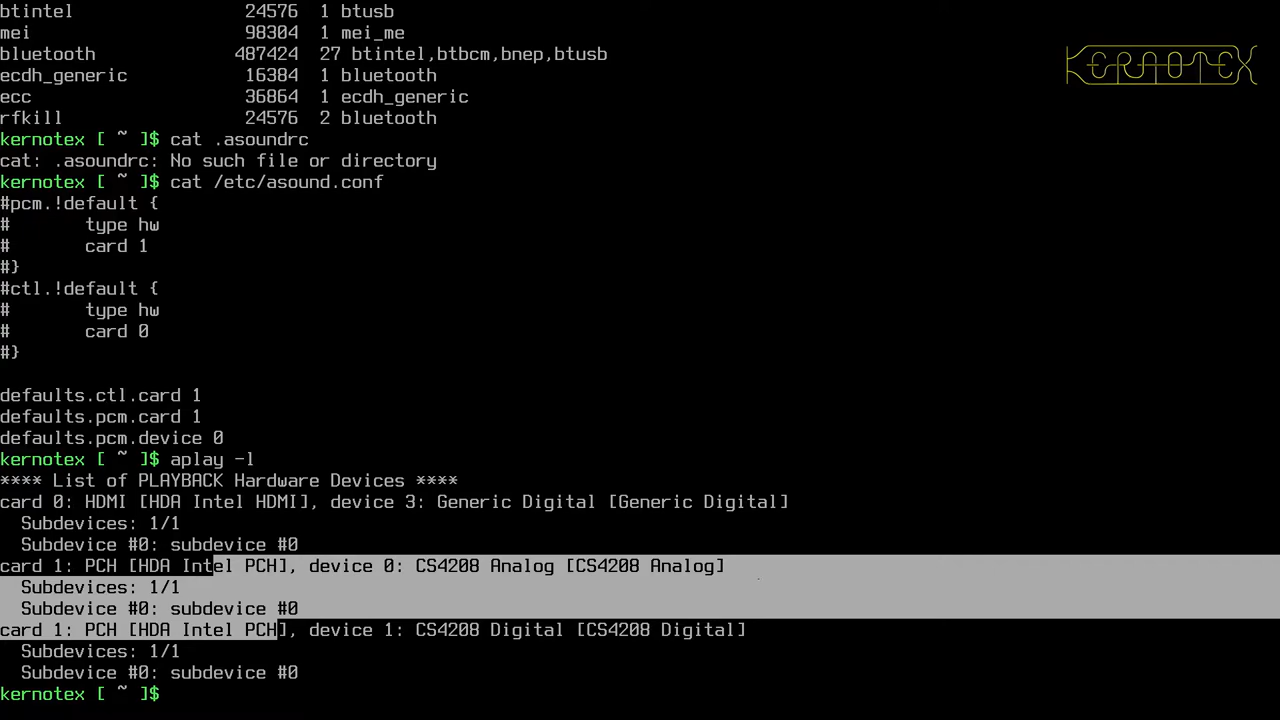 btintel                24576  1 btusb
mei                    98304  1 mei_me
bluetooth             487424  27 btintel,btbcm,bnep,btusb
ecdh_generic           16384  1 bluetooth
ecc                    36864  1 ecdh_generic
rfkill                 24576  2 bluetooth
kernotex [ ~ ]$ cat .asoundrc
cat: .asoundrc: No such file or directory
kernotex [ ~ ]$ cat /etc/asound.conf
#pcm.!default {
#       type hw
#       card 1
#}
#ctl.!default {
#       type hw
#       card 0
#}

defaults.ctl.card 1
defaults.pcm.card 1
defaults.pcm.device 0
kernotex [ ~ ]$ aplay -l
**** List of PLAYBACK Hardware Devices ****
card 0: HDMI [HDA Intel HDMI], device 3: Generic Digital [Generic Digital]
  Subdevices: 1/1
  Subdevice #0: subdevice #0
card 1: PCH [HDA Intel PCH], device 0: CS4208 Analog [CS4208 Analog]
  Subdevices: 1/1
  Subdevice #0: subdevice #0
card 1: PCH [HDA Intel PCH], device 1: CS4208 Digital [CS4208 Digital]
  Subdevices: 1/1
  Subdevice #0: subdevice #0
kernotex [ ~ ]$
KERNOTEX